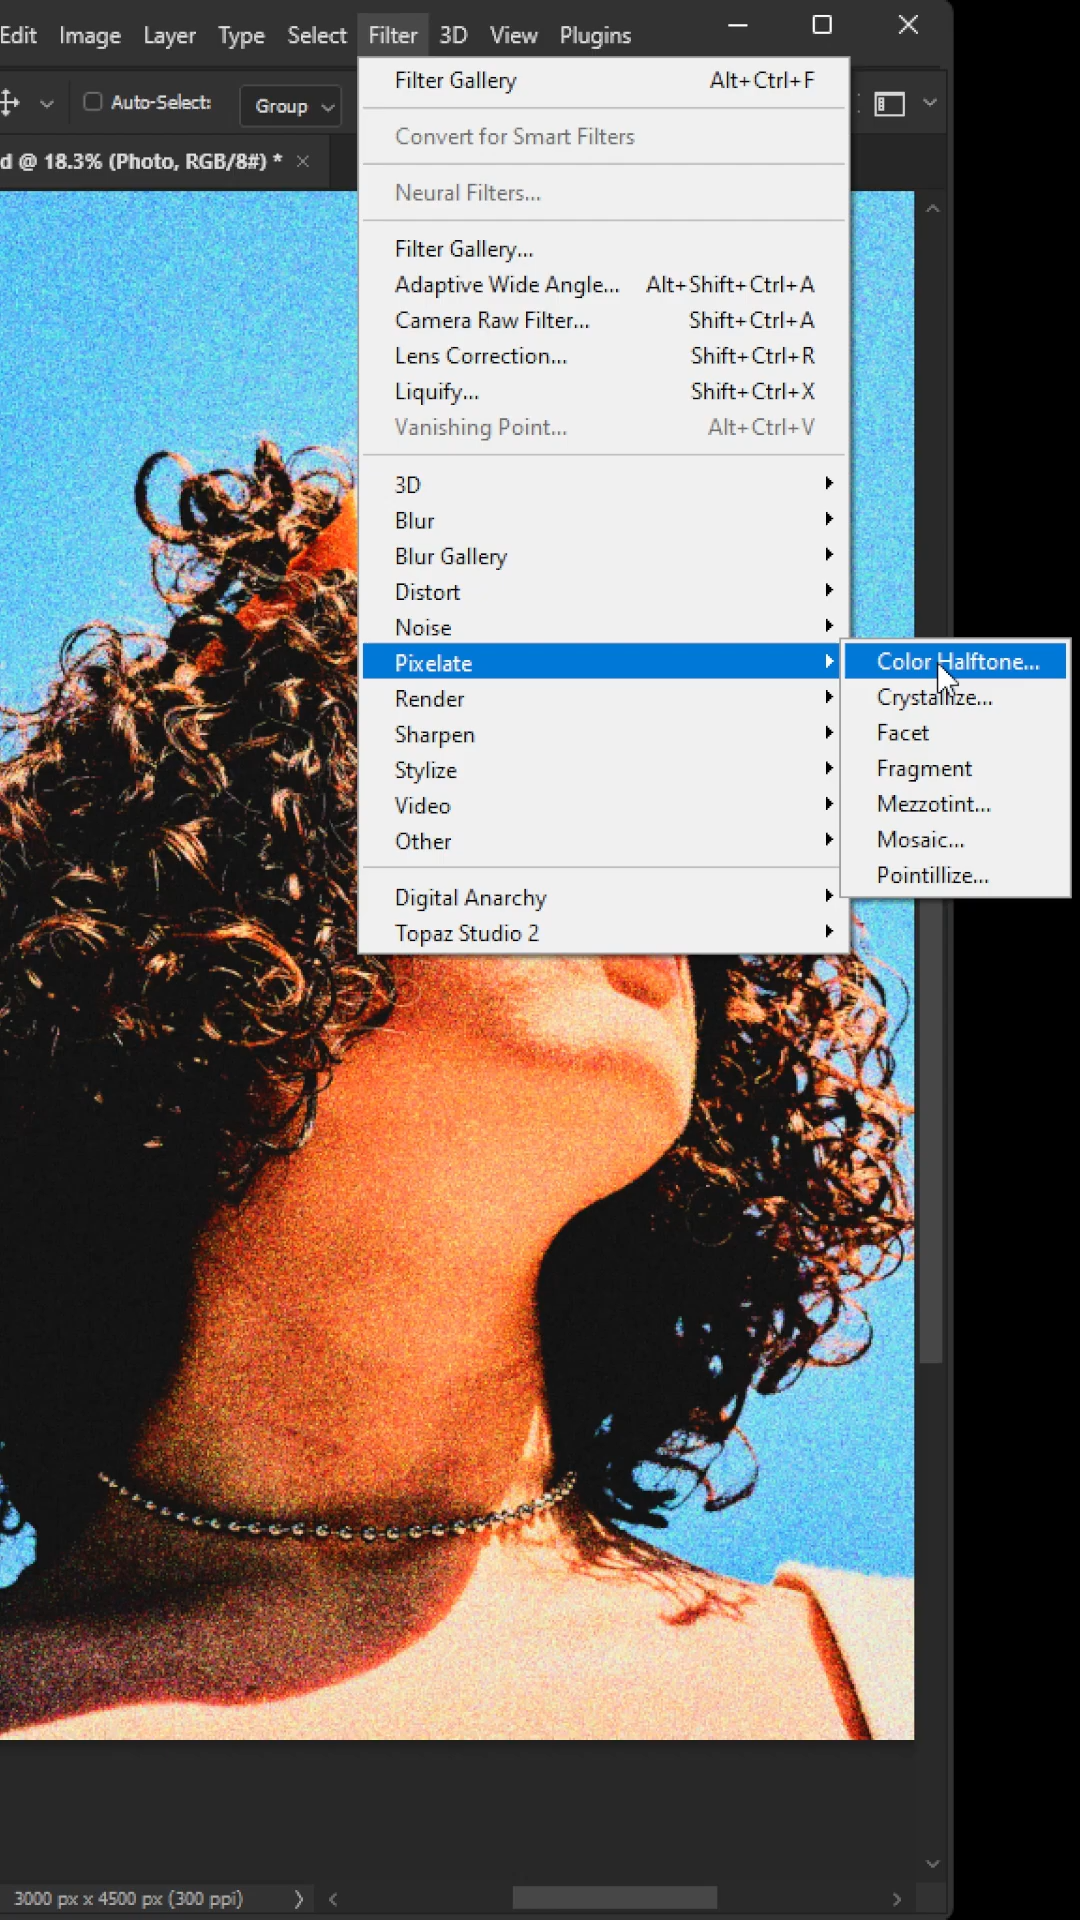 Edit Image Layer Type Select Filter 3D View Plugins
Auto-Select: Group
d @ 18.3% (Photo, RGB/8#) *
Filter Gallery Alt+Ctrl+F
Convert for Smart Filters
Neural Filters...
Filter Gallery...
Adaptive Wide Angle... Alt+Shift+Ctrl+A
Camera Raw Filter... Shift+Ctrl+A
Lens Correction... Shift+Ctrl+R
Liquify... Shift+Ctrl+X
Vanishing Point... Alt+Ctrl+V
3D
Blur
Blur Gallery
Distort
Noise
Pixelate
Render
Sharpen
Stylize
Video
Other
Digital Anarchy
Topaz Studio 2
Color Halftone...
Crystallize...
Facet
Fragment
Mezzotint...
Mosaic...
Pointillize...
3000 px x 4500 px (300 ppi)